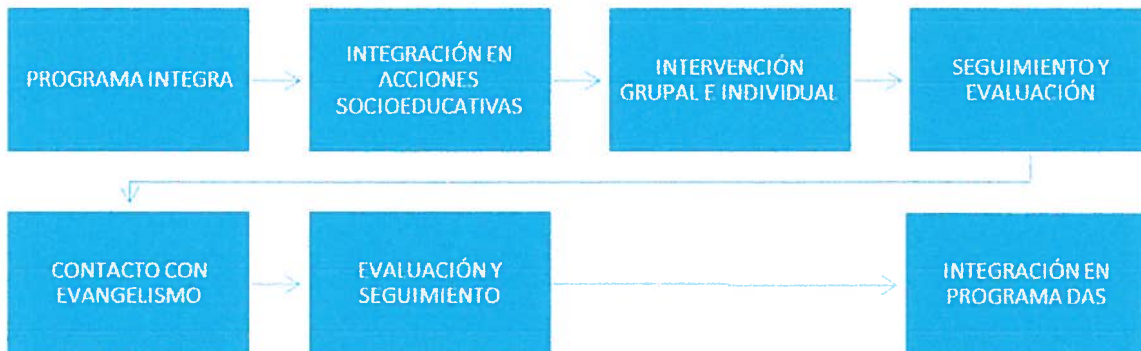 PROGRAMA INTEGRA
INTEGRACIÓN EN
ACCIONES
SOCIOEDUCATIVAS
INTERVENCIÓN
GRUPAL E INDIVIDUAL
SEGUIMIENTO Y
EVALUACIÓN
CONTACTO CON
EVANGELISMO
EVALUACIÓN Y
SEGUIMIENTO
INTEGRACIÓN EN
PROGRAMA DAS